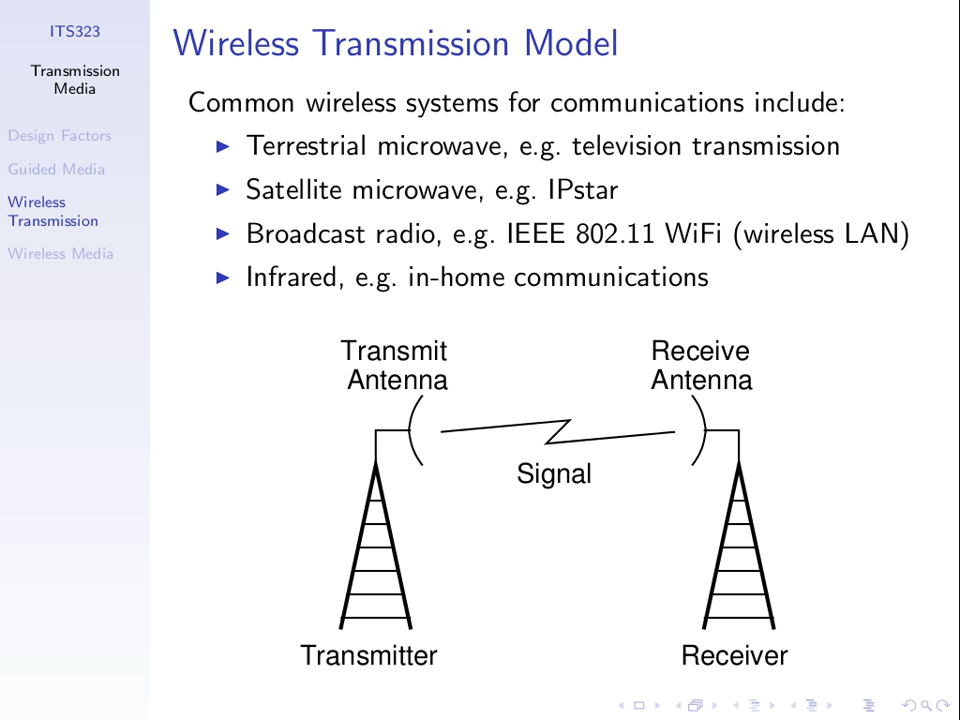 ITS323
Transmission
Media
Design Factors
Guided Media
Wireless
Transmission
Wireless Media
Wireless Transmission Model
Common wireless systems for communications include:
Terrestrial microwave, e.g. television transmission
Satellite microwave, e.g. IPstar
Broadcast radio, e.g. IEEE 802.11 WiFi (wireless LAN)
Infrared, e.g. in-home communications
Transmit
Antenna
Receive
Antenna
Signal
Transmitter
Receiver